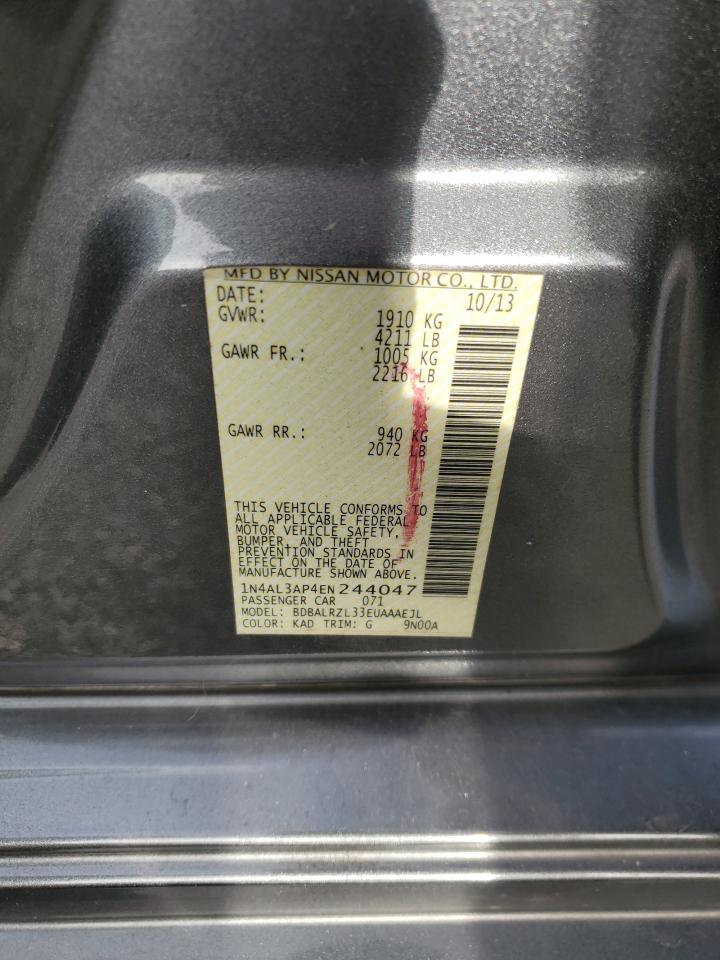 MFD BY NISSAN MOTOR CO., LTD.
DATE: 10/13
GVWR: 1910 KG
4211 LB
GAWR FR.: 1005 KG
2216 LB
GAWR RR.: 940 KG
2072 LB
THIS VEHICLE CONFORMS TO
ALL APPLICABLE FEDERAL
MOTOR VEHICLE SAFETY,
BUMPER, AND THEFT
PREVENTION STANDARDS IN
EFFECT ON THE DATE OF
MANUFACTURE SHOWN ABOVE.
1N4AL3AP4EN244047
PASSENGER CAR 071
MODEL: BDBALRZL33EUAAAEJL
COLOR: KAD TRIM: G 9N00A